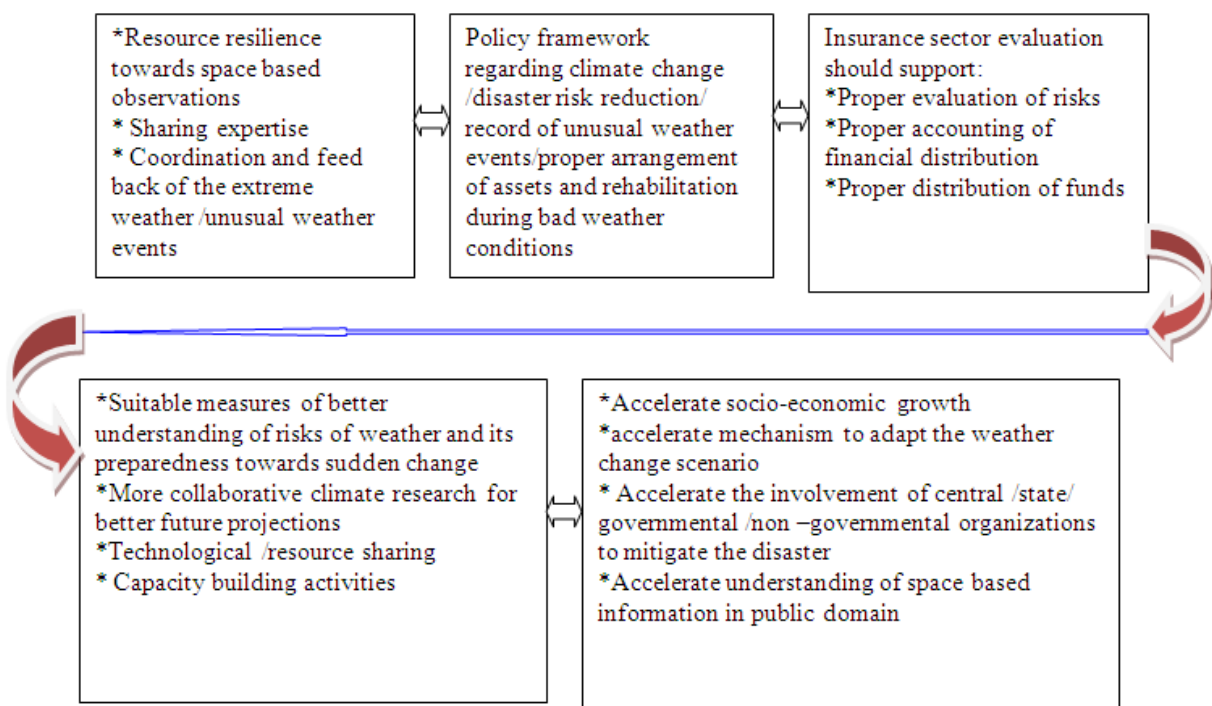 *Resource resilience
towards space based
observations
* Sharing expertise
* Coordination and feed
back of the extreme
weather /unusual weather
events
Policy framework
regarding climate change
/disaster risk reduction/
record of unusual weather
events/proper arrangement
of assets and rehabilitation
during bad weather
conditions
Insurance sector evaluation
should support:
*Proper evaluation of risks
*Proper accounting of
financial distribution
*Proper distribution of funds
*Suitable measures of better
understanding of risks of weather and its
preparedness towards sudden change
*More collaborative climate research for
better future projections
*Technological /resource sharing
* Capacity building activities
*Accelerate socio-economic growth
*accelerate mechanism to adapt the weather
change scenario
* Accelerate the involvement of central /state/
governmental /non –governmental organizations
to mitigate the disaster
*Accelerate understanding of space based
information in public domain